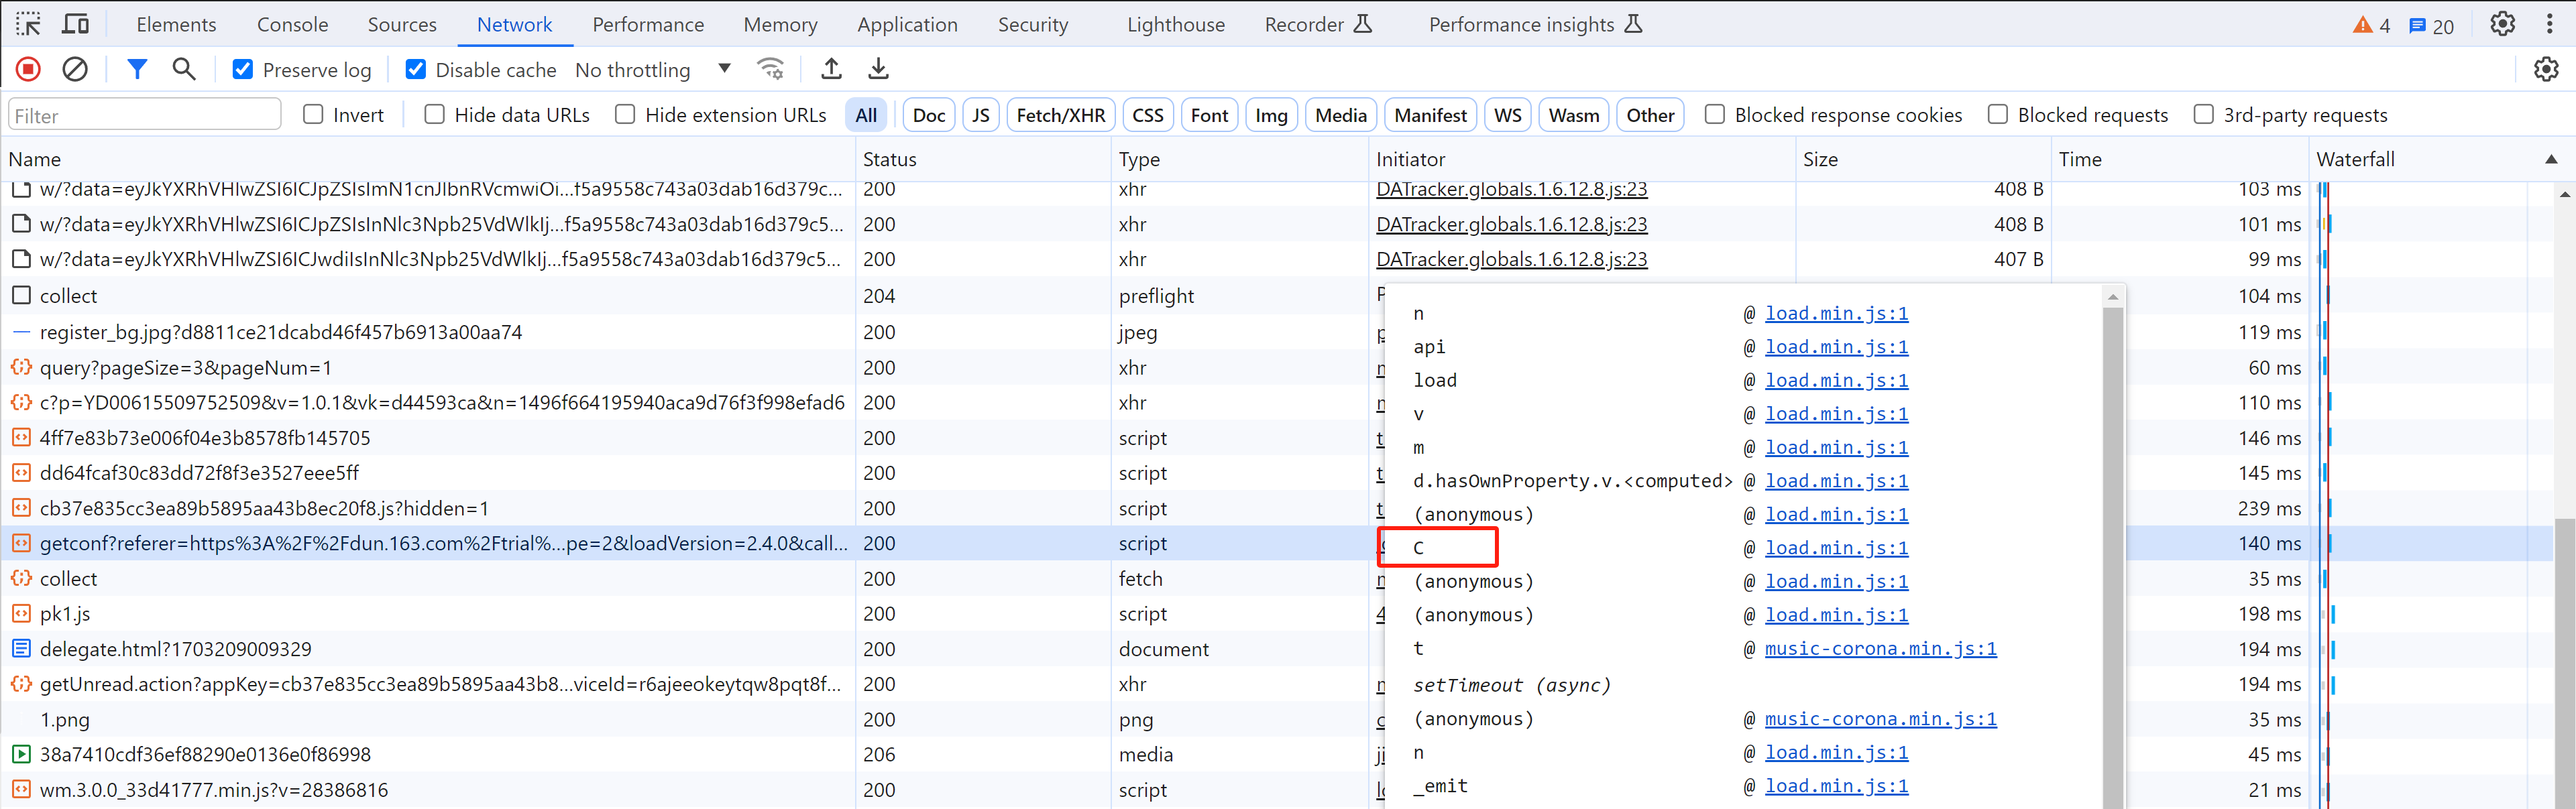 Elements Console Sources Network Performance Memory Application Security Lighthouse Recorder Performance insights 4 20
Preserve log Disable cache No throttling
Filter Invert Hide data URLs Hide extension URLs All Doc JS Fetch/XHR CSS Font Img Media Manifest WS Wasm Other Blocked response cookies Blocked requests 3rd-party requests
Name Status Type Initiator Size Time Waterfall
w/?data=eyJkYXRhVHlwZSI6ICJpZSIsImN1cnJlbnRVcmwiOi...f5a9558c743a03dab16d379c... 200 xhr DATracker.globals.1.6.12.8.js:23 408 B 103 ms
w/?data=eyJkYXRhVHlwZSI6ICJpZSIsInNlc3Npb25VdWlkIj...f5a9558c743a03dab16d379c5... 200 xhr DATracker.globals.1.6.12.8.js:23 408 B 101 ms
w/?data=eyJkYXRhVHlwZSI6ICJwdiIsInNlc3Npb25VdWlkIj...f5a9558c743a03dab16d379c5... 200 xhr DATracker.globals.1.6.12.8.js:23 407 B 99 ms
collect 204 preflight 104 ms
n @ load.min.js:1
register_bg.jpg?d8811ce21dcabd46f457b6913a00aa74 200 jpeg 119 ms
api @ load.min.js:1
query?pageSize=3&pageNum=1 200 xhr 60 ms
load @ load.min.js:1
c?p=YD00615509752509&v=1.0.1&vk=d44593ca&n=1496f664195940aca9d76f3f998efad6 200 xhr 110 ms
v @ load.min.js:1
4ff7e83b73e006f04e3b8578fb145705 200 script 146 ms
m @ load.min.js:1
dd64fcaf30c83dd72f8f3e3527eee5ff 200 script 145 ms
d.hasOwnProperty.v.<computed> @ load.min.js:1
cb37e835cc3ea89b5895aa43b8ec20f8.js?hidden=1 200 script 239 ms
(anonymous) @ load.min.js:1
getconf?referer=https%3A%2F%2Fdun.163.com%2Ftrial%...pe=2&loadVersion=2.4.0&call... 200 script 140 ms
C @ load.min.js:1
collect 200 fetch 35 ms
(anonymous) @ load.min.js:1
pk1.js 200 script 198 ms
(anonymous) @ load.min.js:1
delegate.html?1703209009329 200 document 194 ms
t @ music-corona.min.js:1
getUnread.action?appKey=cb37e835cc3ea89b5895aa43b8...viceId=r6ajeeokeytqw8pqt8f... 200 xhr 194 ms
setTimeout (async)
1.png 200 png 35 ms
(anonymous) @ music-corona.min.js:1
38a7410cdf36ef88290e0136e0f86998 206 media 45 ms
n @ load.min.js:1
wm.3.0.0_33d41777.min.js?v=28386816 200 script 21 ms
_emit @ load.min.js:1